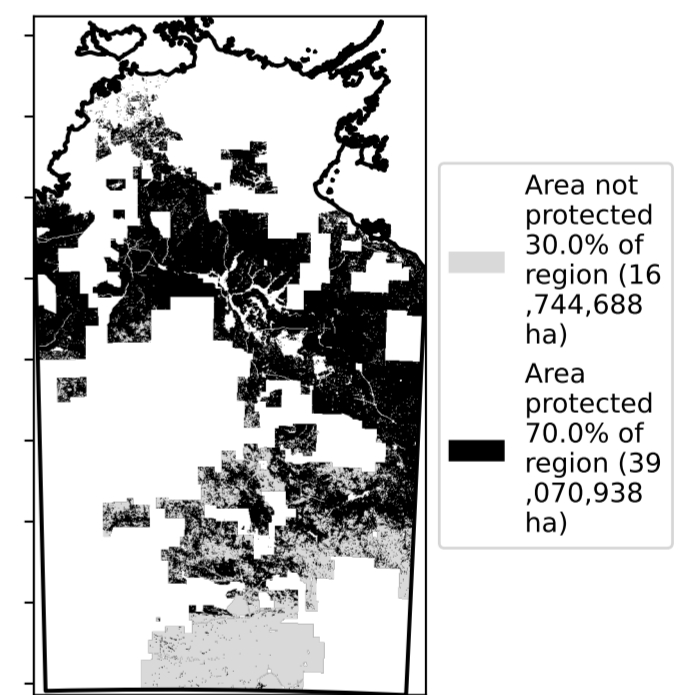 Area not
protected
30.0% of
region (16
,744,688
ha)
Area
protected
70.0% of
region (39
,070,938
ha)